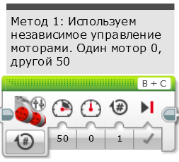 Метод 1: Используем
независимое управление
моторами. Один мотор 0,
другой 50
B + C
50 0 1